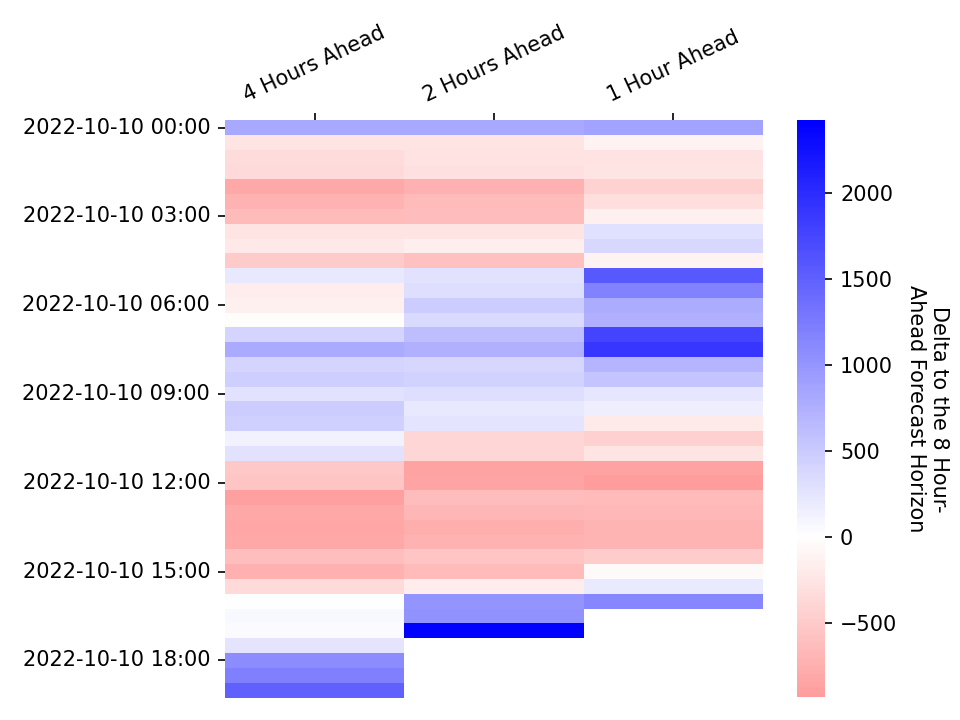 4 Hours Ahead
2 Hours Ahead
1 Hour Ahead
2022-10-10 00:00
2022-10-10 03:00
2022-10-10 06:00
2022-10-10 09:00
2022-10-10 12:00
2022-10-10 15:00
2022-10-10 18:00
2000
1500
1000
500
0
−500
Delta to the 8 Hour-
Ahead Forecast Horizon